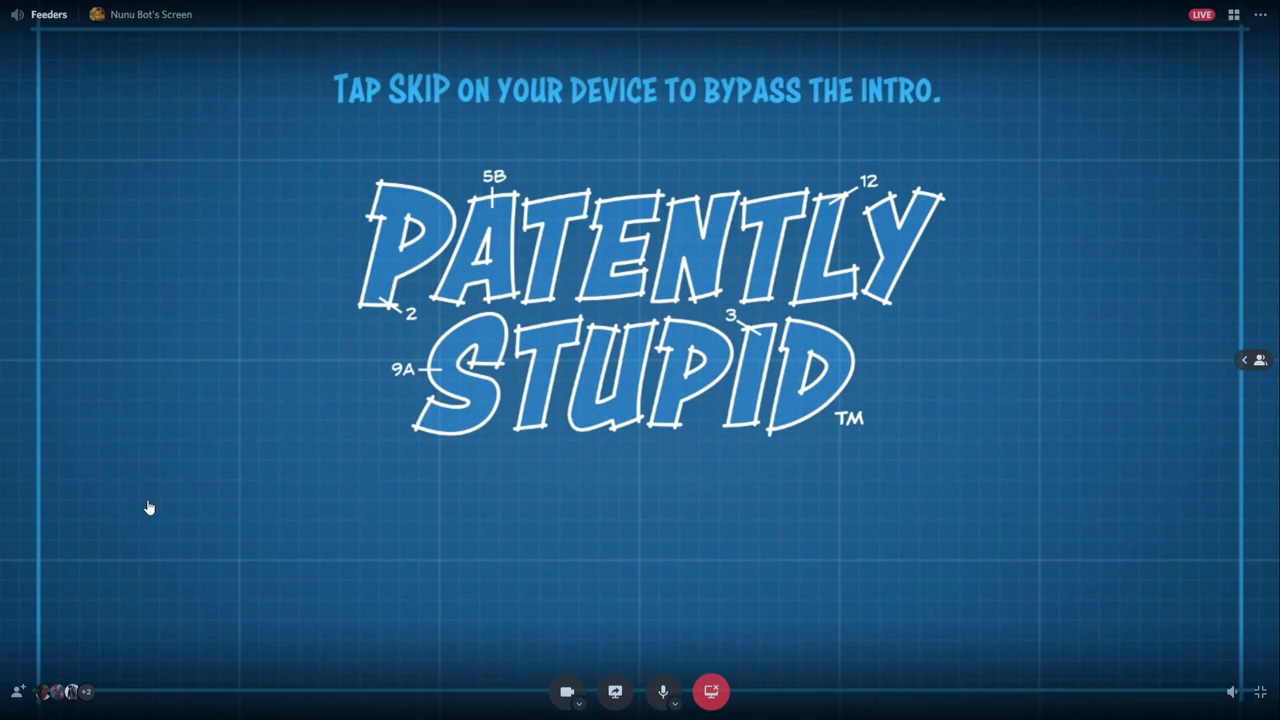 Feeders
Nunu Bot's Screen
LIVE
TAP SKIP ON YOUR DEVICE TO BYPASS THE INTRO.
5B
12
PATENTLY
2
3
9A
STUPID
TM
+2